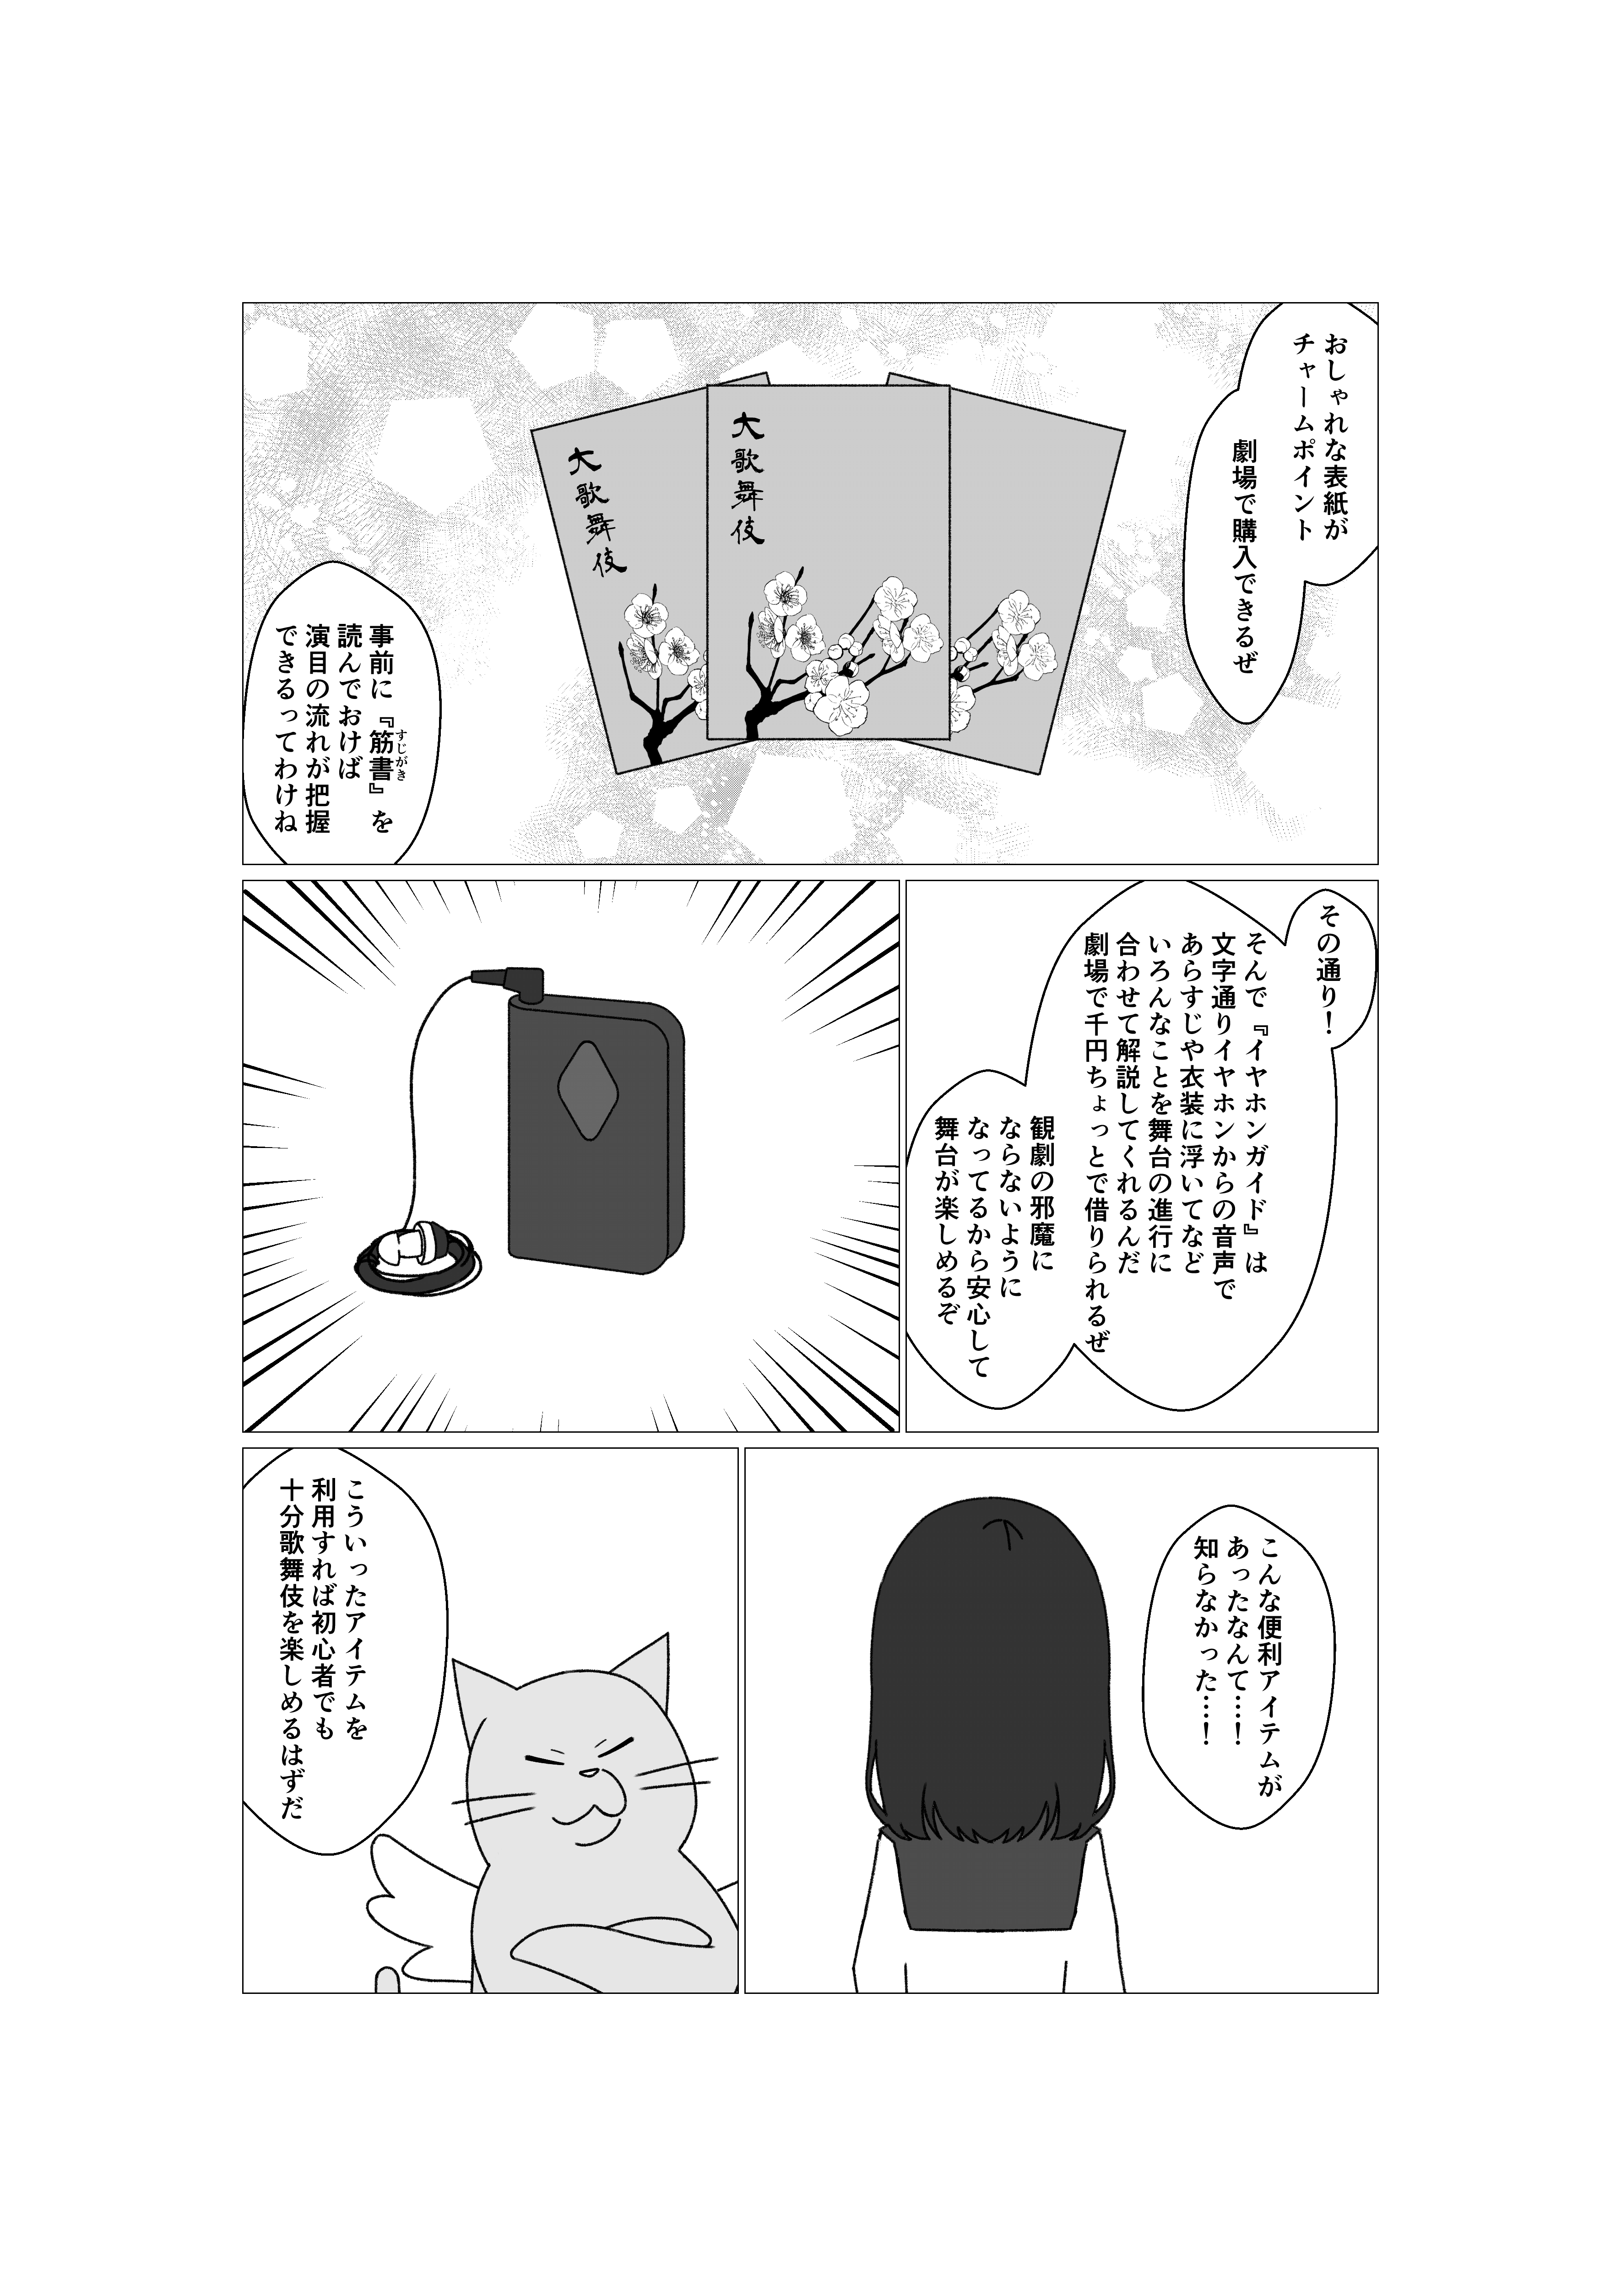 おしゃれな表紙が
チャームポイント
劇場で購入できるぜ
大歌舞伎
大歌舞伎
事前に『筋書』を
すじがき
読んでおけば
演目の流れが把握
できるってわけね
その通り!
そんで『イヤホンガイド』は
文字通りイヤホンからの音声で
あらすじや衣装に浮いてなど
いろんなことを舞台の進行に
合わせて解説してくれるんだ
劇場で千円ちょっとで借りられるぜ
観劇の邪魔に
ならないように
なってるから安心して
舞台が楽しめるぞ
こんな便利アイテムが
あったなんて…!
知らなかった…!
こういったアイテムを
利用すれば初心者でも
十分歌舞伎を楽しめるはずだ